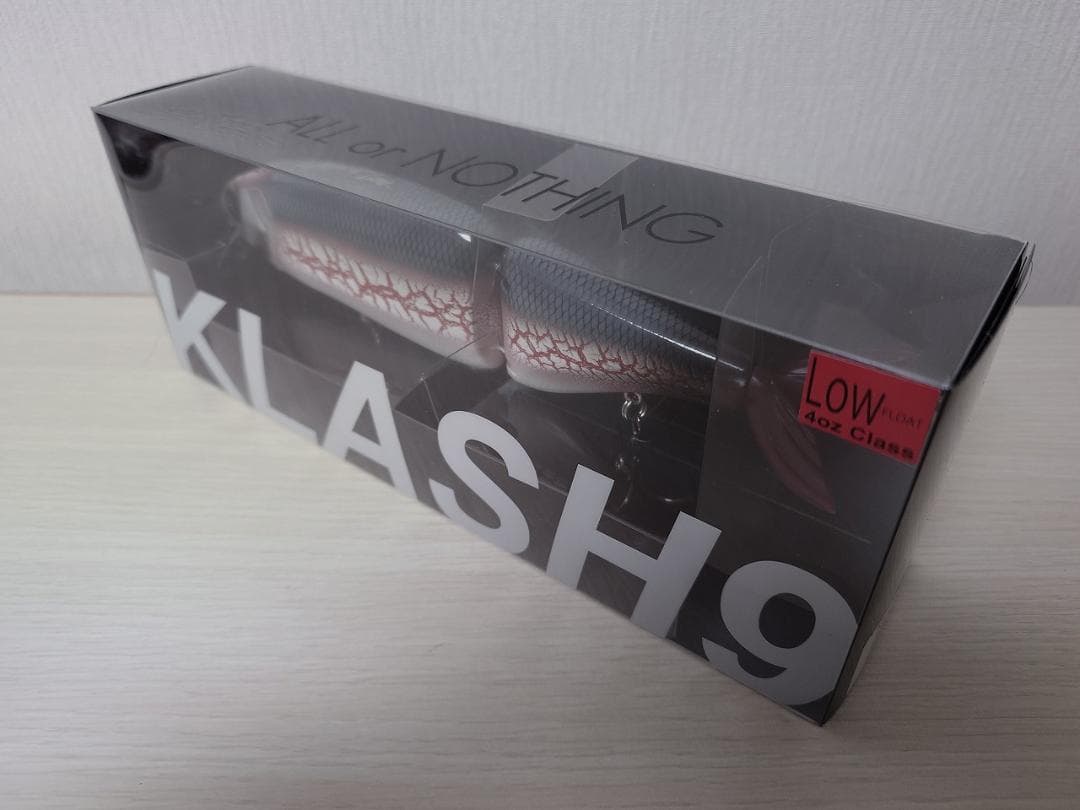 ALL or NOTHING
KLASH9
LOW FLOAT
4oz Class